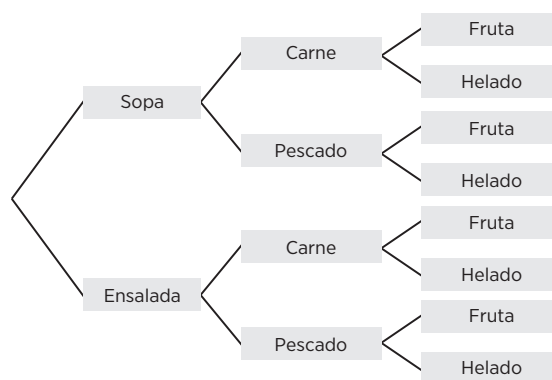 Fruta
Carne
Helado
Sopa
Fruta
Pescado
Helado
Fruta
Carne
Helado
Ensalada
Fruta
Pescado
Helado